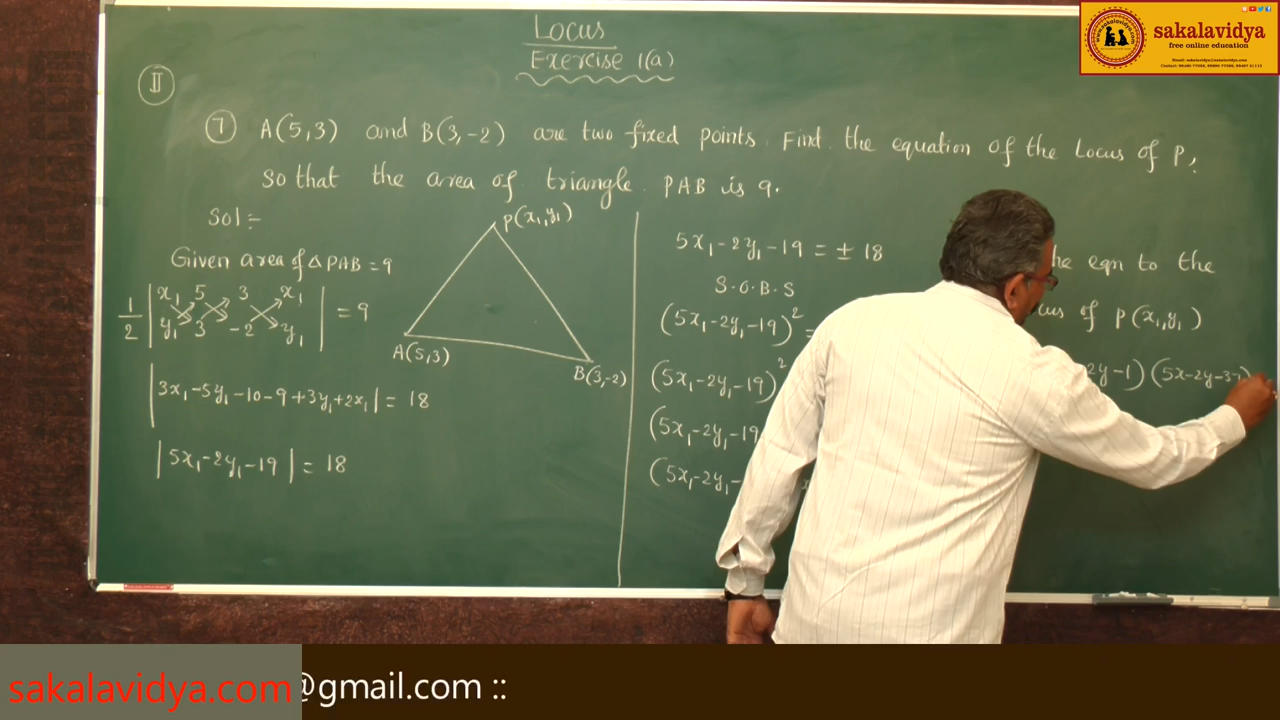 Locus
Exercise 1(a)
II
7 A(5,3) and B(3,-2) are two fixed points. Find the equation of the Locus of P,
so that the area of triangle PAB is 9.
Sol:-
Given area of △PAB = 9
1/2 | x₁ 5 3 x₁
y₁ 3 -2 y₁ | = 9
|3x₁-5y₁-10-9+3y₁+2x₁| = 18
|5x₁-2y₁-19| = 18
P(x₁,y₁)
A(5,3)
B(3,-2)
5x₁-2y₁-19 = ± 18
S.O.B.S
(5x₁-2y₁-19)² =
(5x₁-2y₁-19)²
(5x₁-2y₁-19
(5x₁-2y₁-
he eqn to the
cus of P(x₁,y₁)
2y-1)(5x-2y-37)
sakalavidya
free online education
www.sakalavidya.com
sakalavidya.com @gmail.com ::